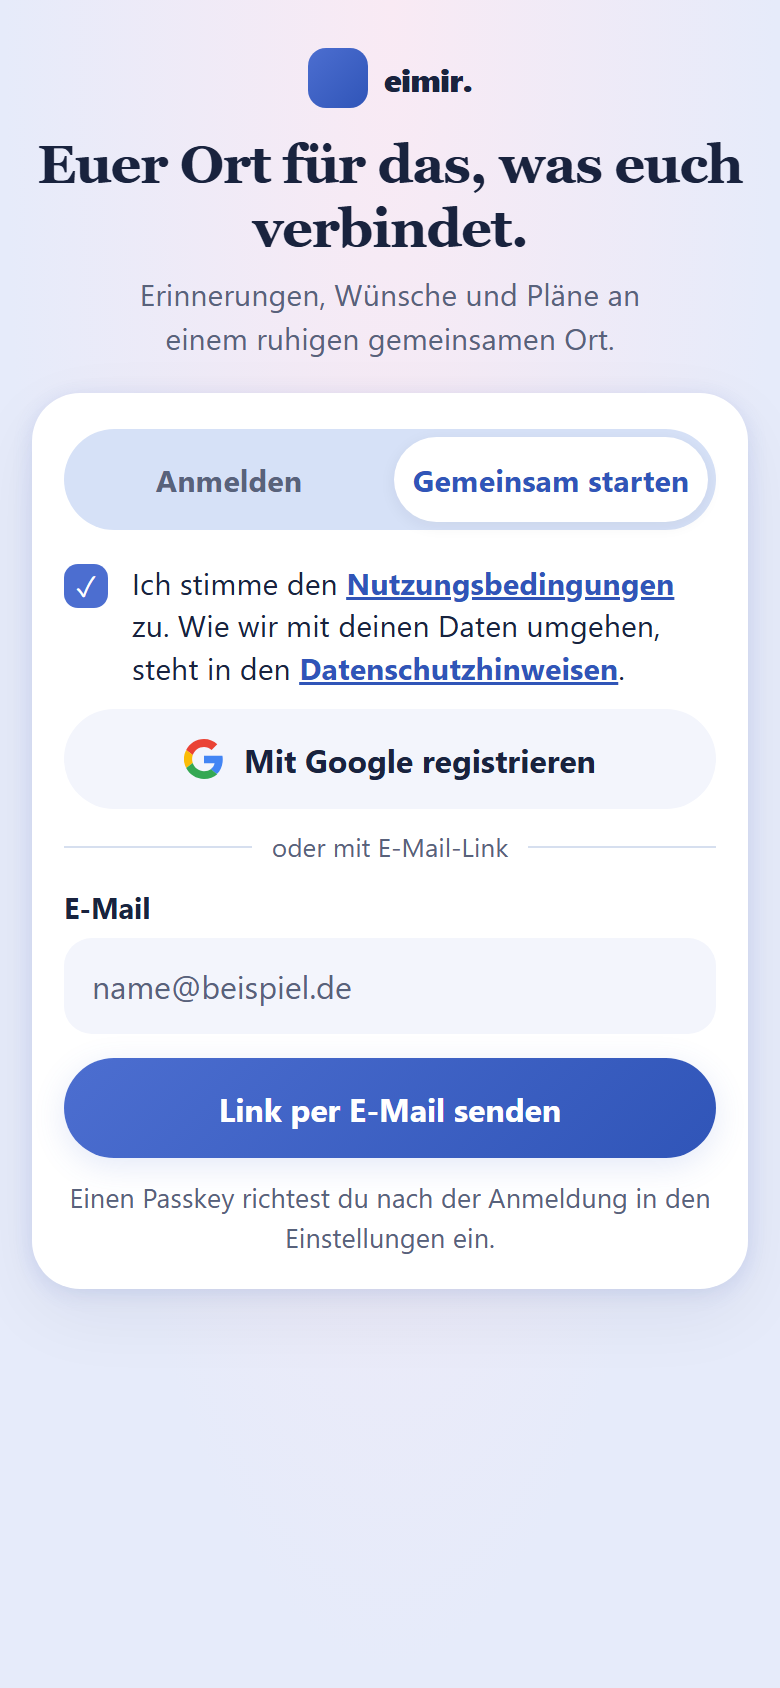 eimir.
Euer Ort für das, was euch
verbindet.
Erinnerungen, Wünsche und Pläne an
einem ruhigen gemeinsamen Ort.
Anmelden
Gemeinsam starten
Ich stimme den Nutzungsbedingungen
zu. Wie wir mit deinen Daten umgehen,
steht in den Datenschutzhinweisen.
Mit Google registrieren
oder mit E-Mail-Link
E-Mail
name@beispiel.de
Link per E-Mail senden
Einen Passkey richtest du nach der Anmeldung in den
Einstellungen ein.